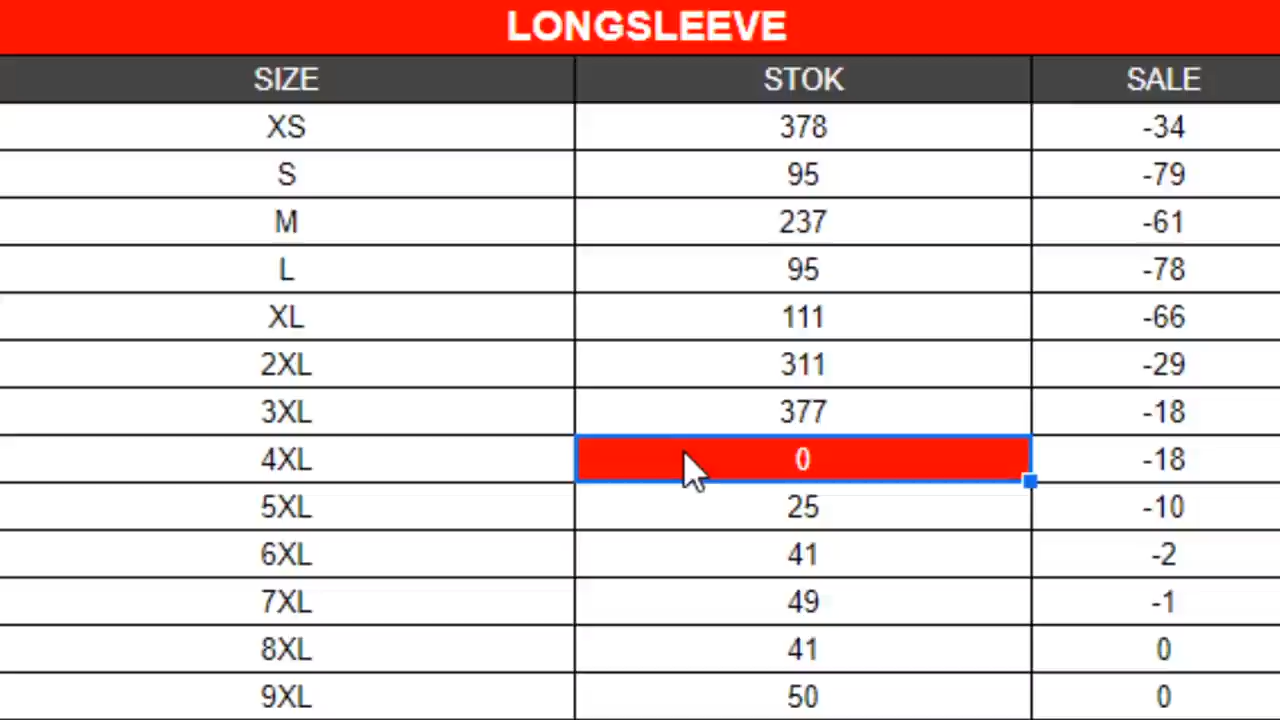 LONGSLEEVE
SIZE STOK SALE
XS 378 -34
S 95 -79
M 237 -61
L 95 -78
XL 111 -66
2XL 311 -29
3XL 377 -18
4XL 0 -18
5XL 25 -10
6XL 41 -2
7XL 49 -1
8XL 41 0
9XL 50 0